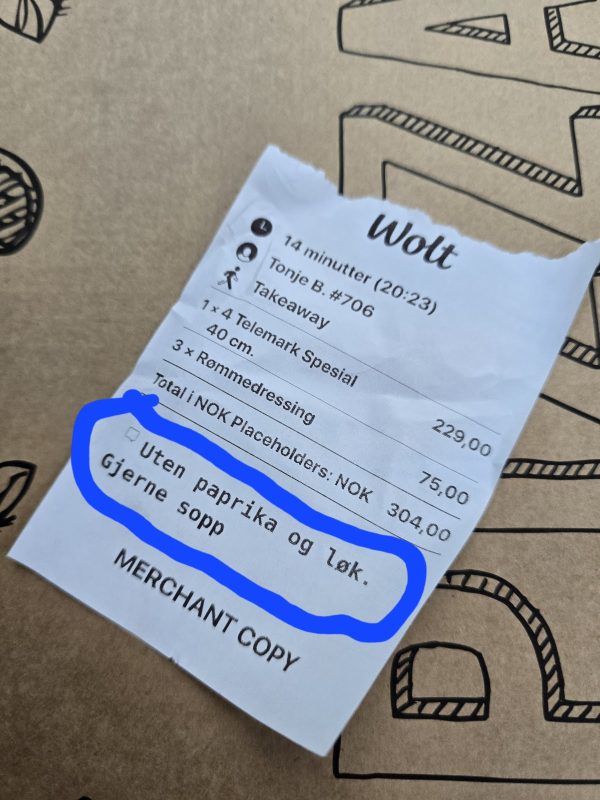 Wolt
14 minutter (20:23)
Tonje B. #706
Takeaway
1 × 4 Telemark Spesial 229,00
40 cm.
3 × Rømmedressing 75,00
Total i NOK Placeholders: NOK 304,00
Uten paprika og løk.
Gjerne sopp
MERCHANT COPY